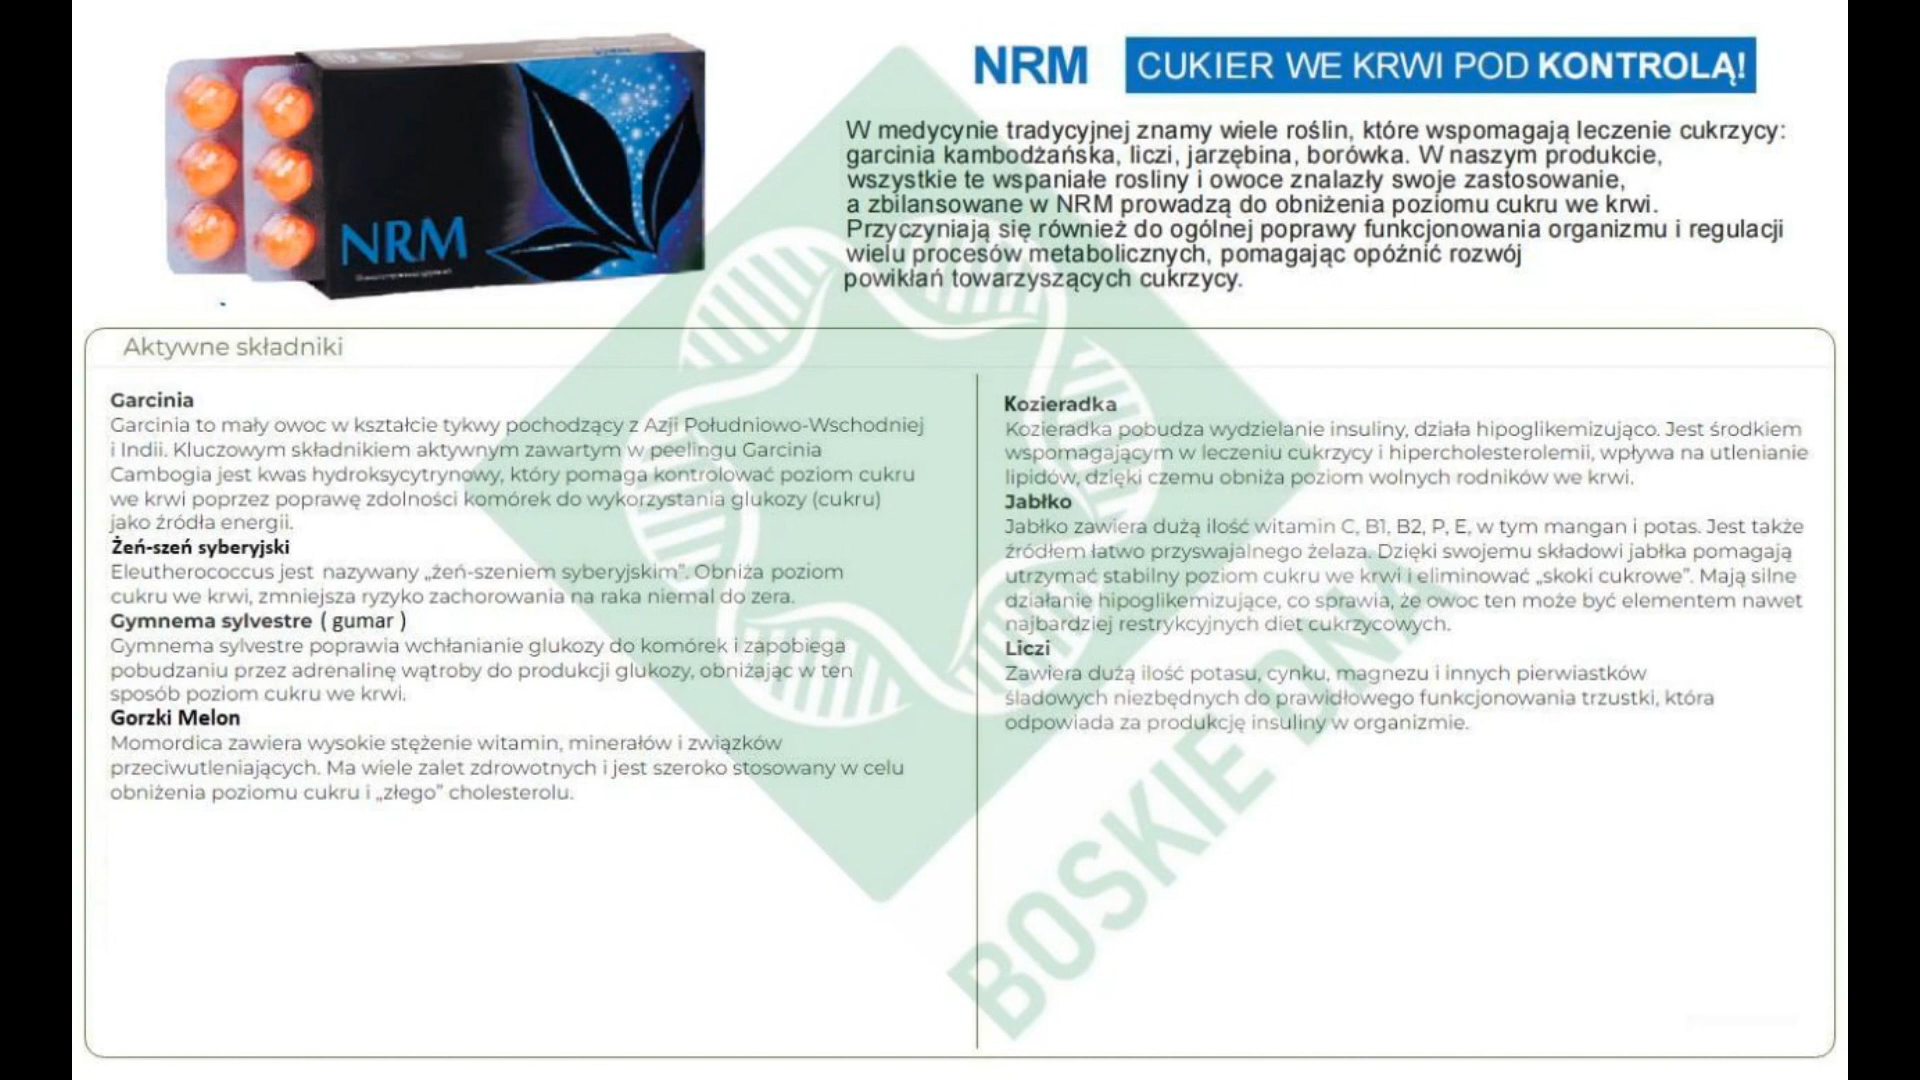 NRM CUKIER WE KRWI POD KONTROLĄ!
W medycynie tradycyjnej znamy wiele roślin, które wspomagają leczenie cukrzycy:
garcinia kambodżańska, liczi, jarzębina, borówka. W naszym produkcie,
wszystkie te wspaniałe rosliny i owoce znalazły swoje zastosowanie,
a zbilansowane w NRM prowadzą do obniżenia poziomu cukru we krwi.
Przyczyniają się również do ogólnej poprawy funkcjonowania organizmu i regulacji
wielu procesów metabolicznych, pomagając opóźnić rozwój
powikłań towarzyszących cukrzycy.
NRM
Aktywne składniki
Garcinia
Garcinia to mały owoc w kształcie tykwy pochodzący z Azji Południowo-Wschodniej
i Indii. Kluczowym składnikiem aktywnym zawartym w peelingu Garcinia
Cambogia jest kwas hydroksycytrynowy, który pomaga kontrolować poziom cukru
we krwi poprzez poprawę zdolności komórek do wykorzystania glukozy (cukru)
jako źródła energii.
Żeń-szeń syberyjski
Eleutherococcus jest nazywany „żeń-szeniem syberyjskim”. Obniża poziom
cukru we krwi, zmniejsza ryzyko zachorowania na raka niemal do zera.
Gymnema sylvestre ( gumar )
Gymnema sylvestre poprawia wchłanianie glukozy do komórek i zapobiega
pobudzaniu przez adrenalinę wątroby do produkcji glukozy, obniżając w ten
sposób poziom cukru we krwi.
Gorzki Melon
Momordica zawiera wysokie stężenie witamin, minerałów i związków
przeciwutleniających. Ma wiele zalet zdrowotnych i jest szeroko stosowany w celu
obniżenia poziomu cukru i „złego” cholesterolu.
Kozieradka
Kozieradka pobudza wydzielanie insuliny, działa hipoglikemizująco. Jest środkiem
wspomagającym w leczeniu cukrzycy i hipercholesterolemii, wpływa na utlenianie
lipidów, dzięki czemu obniża poziom wolnych rodników we krwi.
Jabłko
Jabłko zawiera dużą ilość witamin C, B1, B2, P, E, w tym mangan i potas. Jest także
źródłem łatwo przyswajalnego żelaza. Dzięki swojemu składowi jabłka pomagają
utrzymać stabilny poziom cukru we krwi i eliminować „skoki cukrowe”. Mają silne
działanie hipoglikemizujące, co sprawia, że owoc ten może być elementem nawet
najbardziej restrykcyjnych diet cukrzycowych.
Liczi
Zawiera dużą ilość potasu, cynku, magnezu i innych pierwiastków
śladowych niezbędnych do prawidłowego funkcjonowania trzustki, która
odpowiada za produkcję insuliny w organizmie.
BOSKIE DNA